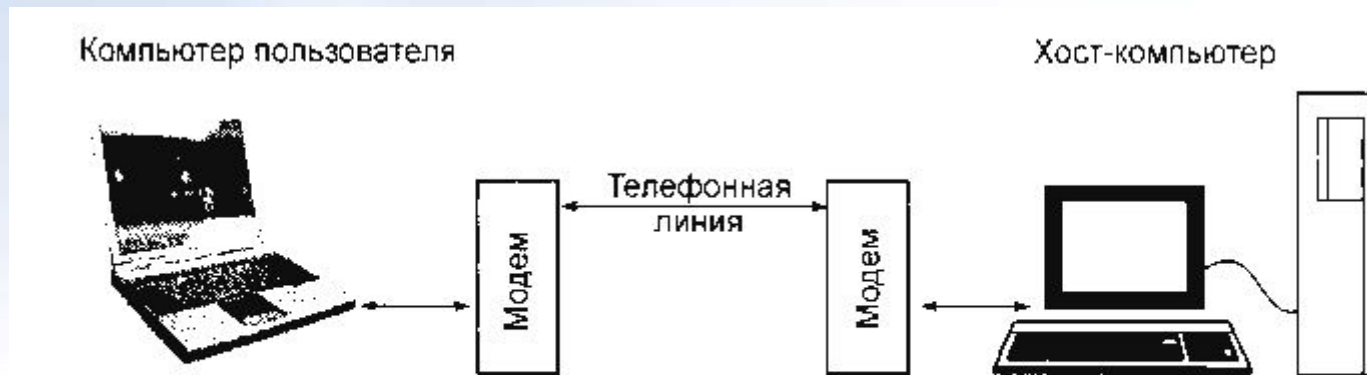 Компьютер пользователя
Хост-компьютер
Телефонная
линия
Модем
Модем